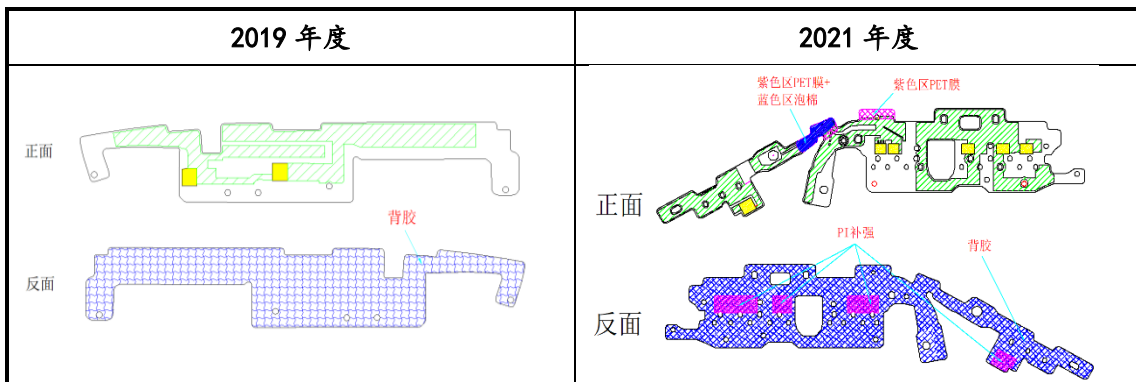 2019 年度
2021 年度
正面
背胶
反面
紫色区PET膜+
蓝色区泡棉
紫色区PET膜
正面
PI补强
背胶
反面